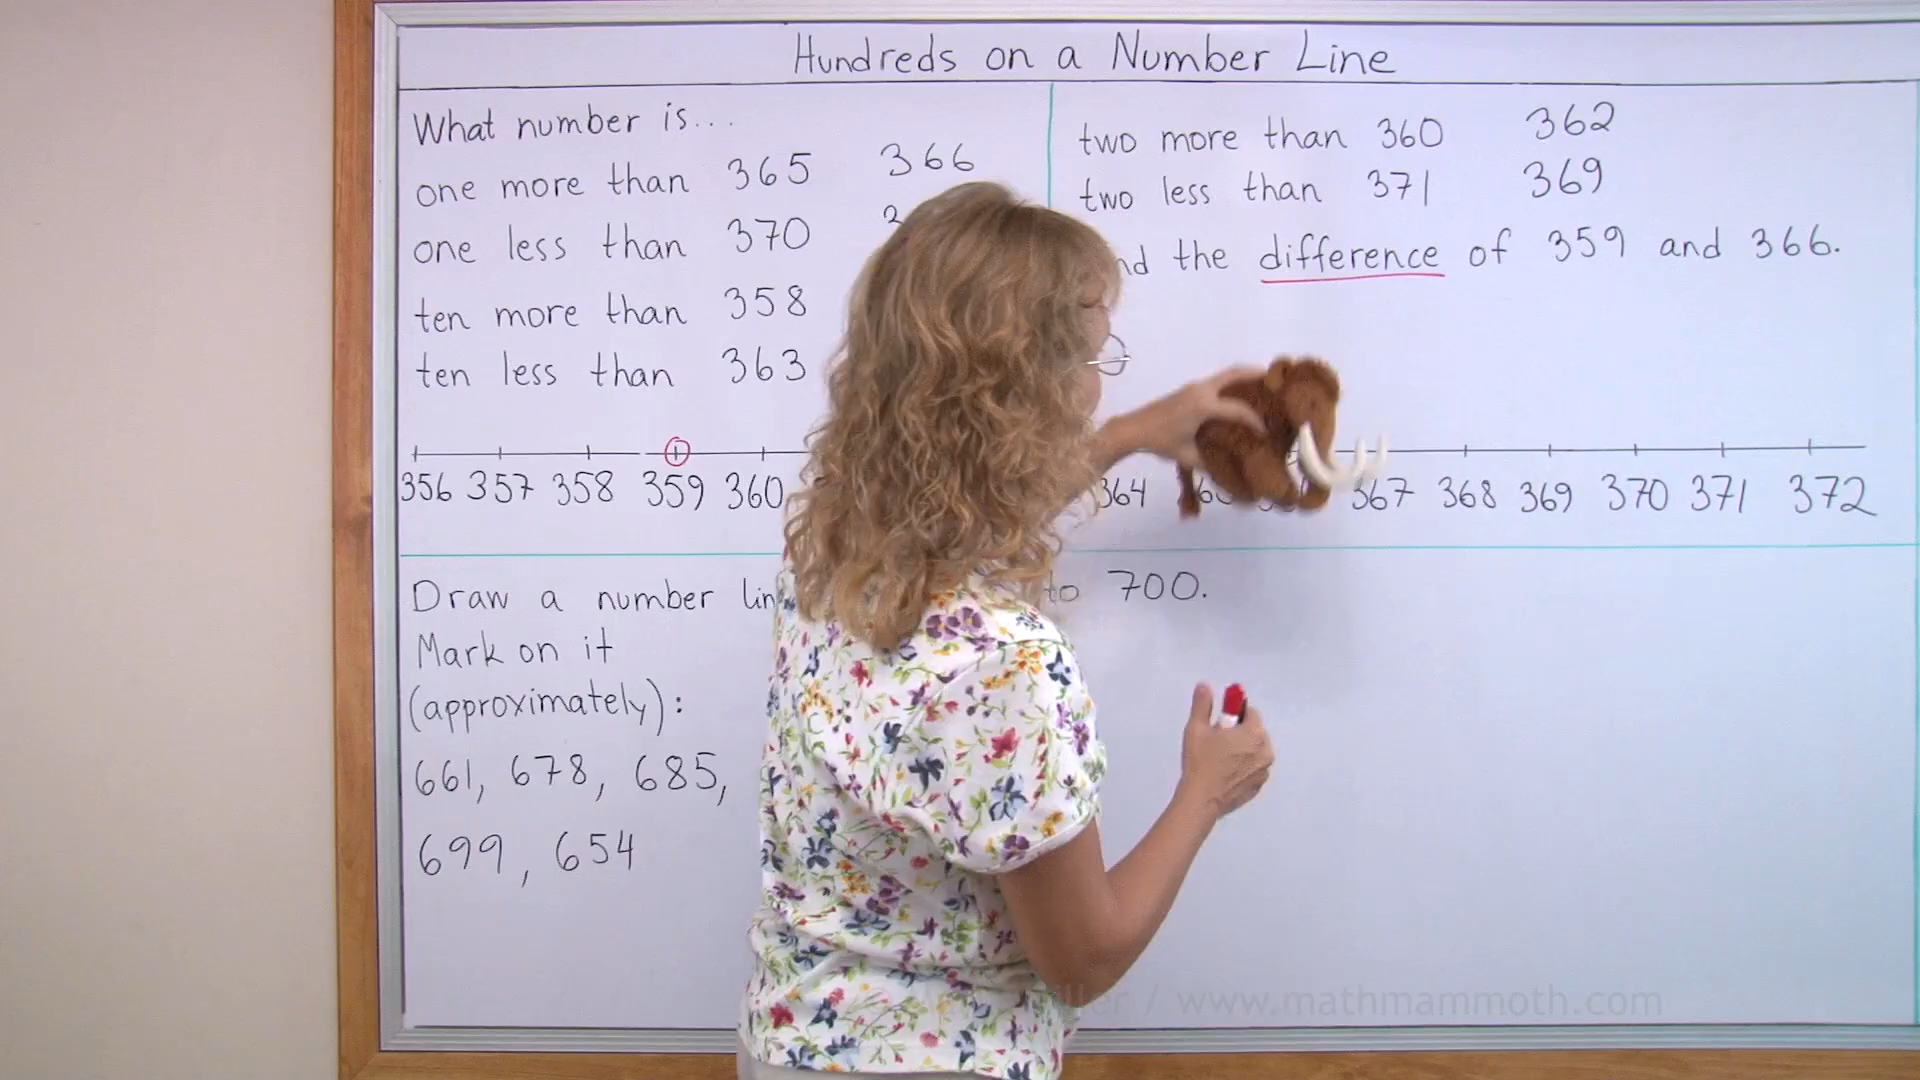 Hundreds on a Number Line
What number is...
one more than 365 366
one less than 370
ten more than 358
ten less than 363
two more than 360 362
two less than 371 369
the difference of 359 and 366.
356 357 358 359 360 364 367 368 369 370 371 372
Draw a number to 700.
Mark on it
(approximately):
661, 678, 685,
699, 654
/ www.mathmammoth.com